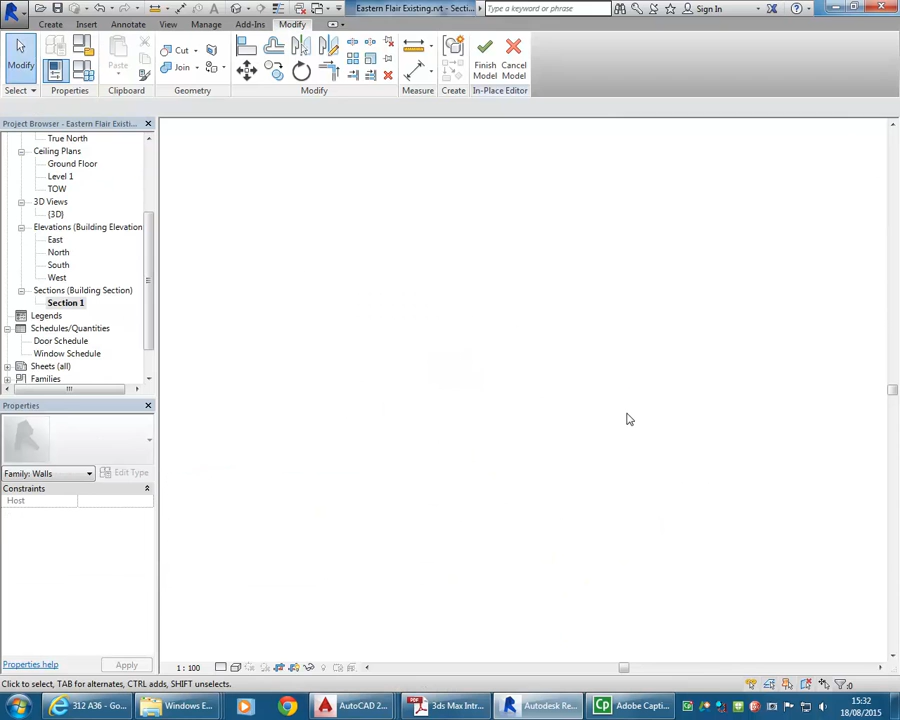 Eastern Flair Existing.rvt - Secti...
Type a keyword or phrase
Sign In
Create
Insert
Annotate
View
Manage
Add-Ins
Modify
Modify
Paste
Cut
Join
Finish Model
Cancel Model
Select
Properties
Clipboard
Geometry
Modify
Measure
Create
In-Place Editor
Project Browser - Eastern Flair Existi...
True North
Ceiling Plans
Ground Floor
Level 1
TOW
3D Views
(3D)
Elevations (Building Elevation
East
North
South
West
Sections (Building Section)
Section 1
Legends
Schedules/Quantities
Door Schedule
Window Schedule
Sheets (all)
Families
Properties
Family: Walls
Edit Type
Constraints
Host
Properties help
Apply
1 : 100
Click to select, TAB for alternates, CTRL adds, SHIFT unselects.
:0
312 A36 - Goo...
Windows E...
AutoCAD 2...
3ds Max Intr...
Autodesk Re...
Adobe Capti...
15:32
18/08/2015